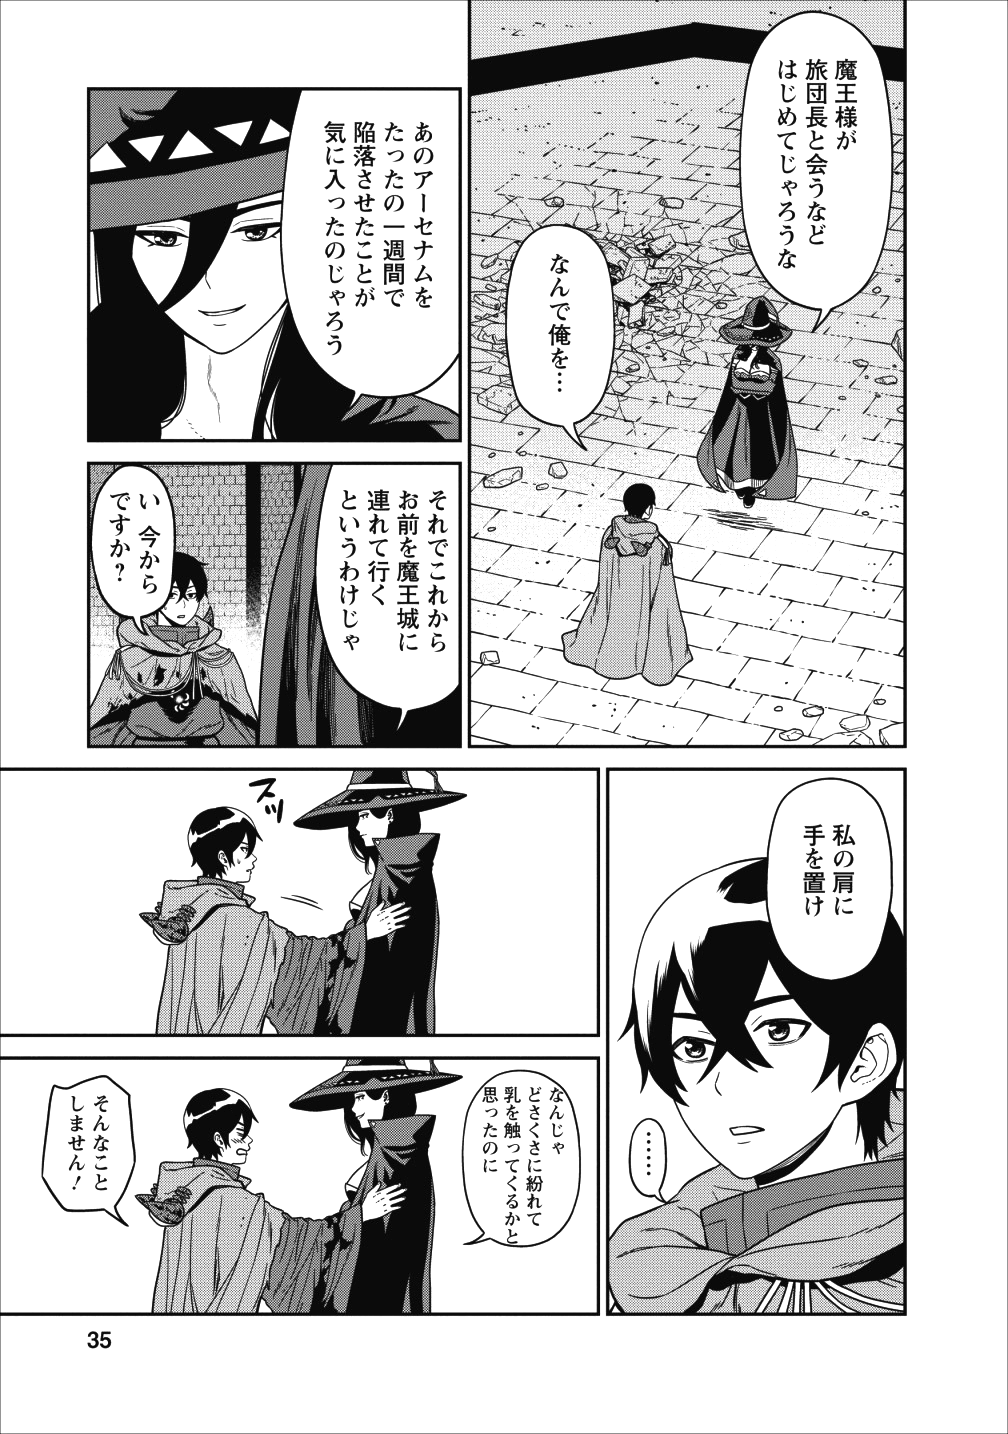 魔王様が
旅団長と会うなど
はじめてじゃろうな
なんで俺を…
あのアーセナムを
たったの一週間で
陥落させたことが
気に入ったのじゃろう
それでこれから
お前を魔王城に
連れて行く
というわけじゃ
い 今から
ですか？
私の肩に
手を置け
……
スッ
なんじゃ
どさくさに紛れて
乳を触ってくるかと
思ったのに
そんなこと
しません！
35